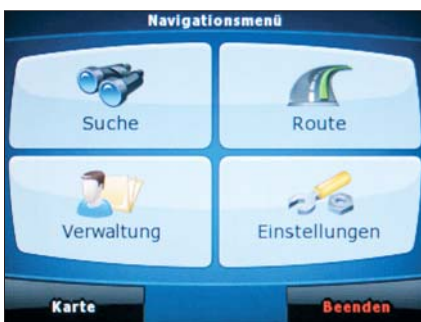 Navigationsmenü
Suche
Route
Verwaltung
Einstellungen
Karte
Beenden